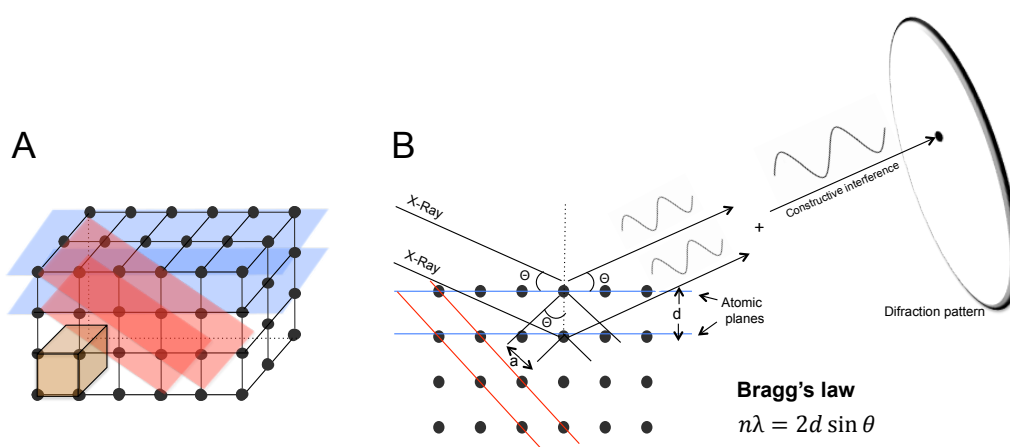 A
B
X-Ray
X-Ray
Θ
Θ
Θ
a
d
Atomic
planes
+
Constructive interference
Difraction pattern
Bragg's law
nλ = 2d sin θ